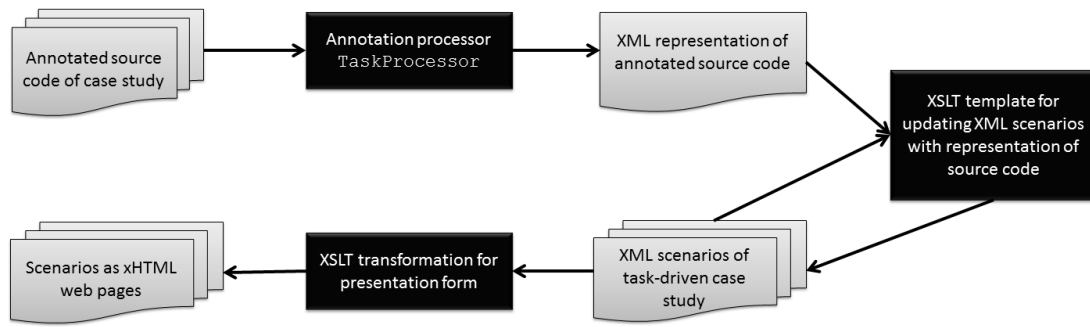 Annotated source
code of case study
Annotation processor
TaskProcessor
XML representation of
annotated source code
XSLT template for
updating XML scenarios
with representation of
source code
Scenarios as xHTML
web pages
XSLT transformation for
presentation form
XML scenarios of
task-driven case
study